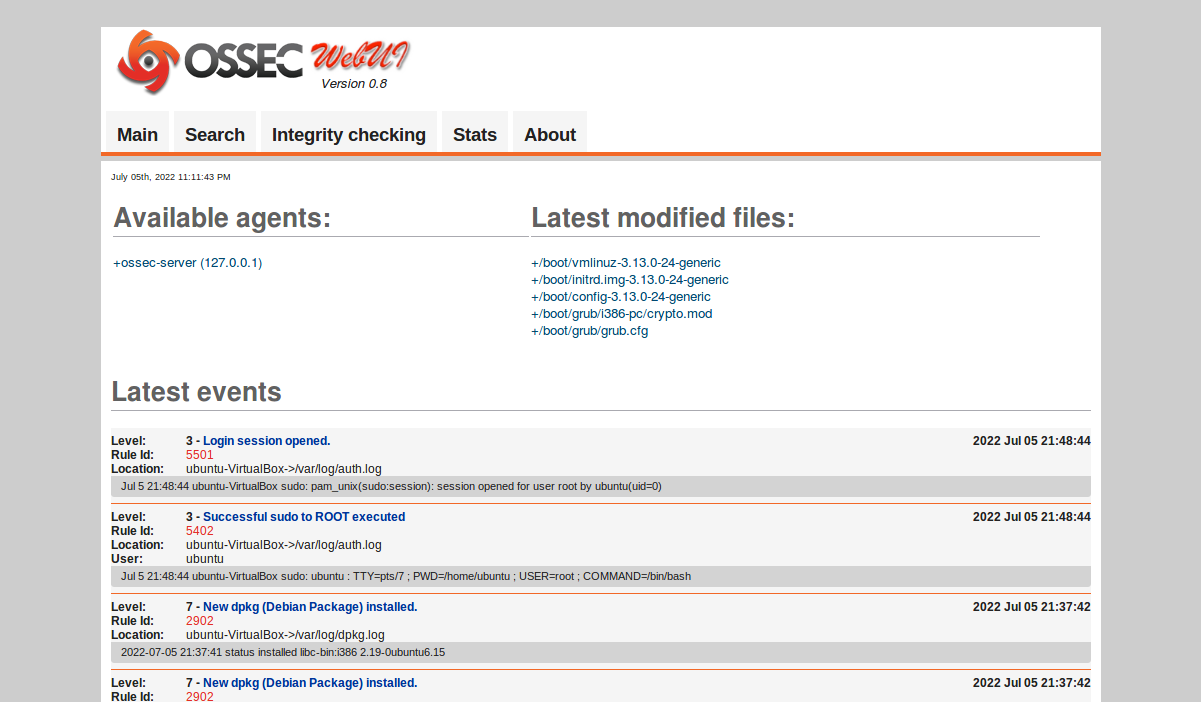 OSSEC WebUI
Version 0.8
Main Search Integrity checking Stats About
July 05th, 2022 11:11:43 PM
Available agents:
+ossec-server (127.0.0.1)
Latest modified files:
+/boot/vmlinuz-3.13.0-24-generic
+/boot/initrd.img-3.13.0-24-generic
+/boot/config-3.13.0-24-generic
+/boot/grub/i386-pc/crypto.mod
+/boot/grub/grub.cfg
Latest events
Level: 3 - Login session opened. 2022 Jul 05 21:48:44
Rule Id: 5501
Location: ubuntu-VirtualBox->/var/log/auth.log
Jul 5 21:48:44 ubuntu-VirtualBox sudo: pam_unix(sudo:session): session opened for user root by ubuntu(uid=0)
Level: 3 - Successful sudo to ROOT executed 2022 Jul 05 21:48:44
Rule Id: 5402
Location: ubuntu-VirtualBox->/var/log/auth.log
User: ubuntu
Jul 5 21:48:44 ubuntu-VirtualBox sudo: ubuntu : TTY=pts/7 ; PWD=/home/ubuntu ; USER=root ; COMMAND=/bin/bash
Level: 7 - New dpkg (Debian Package) installed. 2022 Jul 05 21:37:42
Rule Id: 2902
Location: ubuntu-VirtualBox->/var/log/dpkg.log
2022-07-05 21:37:41 status installed libc-bin:i386 2.19-0ubuntu6.15
Level: 7 - New dpkg (Debian Package) installed. 2022 Jul 05 21:37:42
Rule Id: 2902